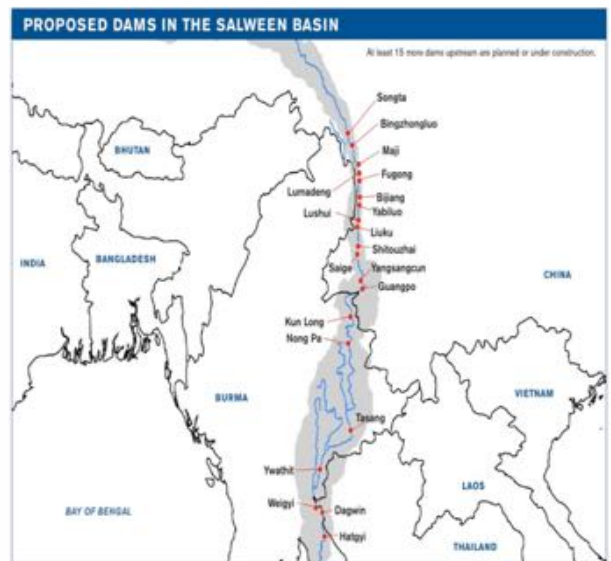 PROPOSED DAMS IN THE SALWEEN BASIN
At least 15 more dams upstream are planned or under construction.
Songta
Bingzhongluo
BHUTAN
Maji
Fugong
Lumadeng
Bijiang
Lushui
Yabiluo
Liuku
Shitouzhai
INDIA
BANGLADESH
Saige
Yangsangcun
CHINA
Guangpo
Kun Long
Nong Pa
BURMA
VIETNAM
Tasang
Ywathit
LAOS
Weigyi
Dagwin
BAY OF BENGAL
Hatgyi
THAILAND